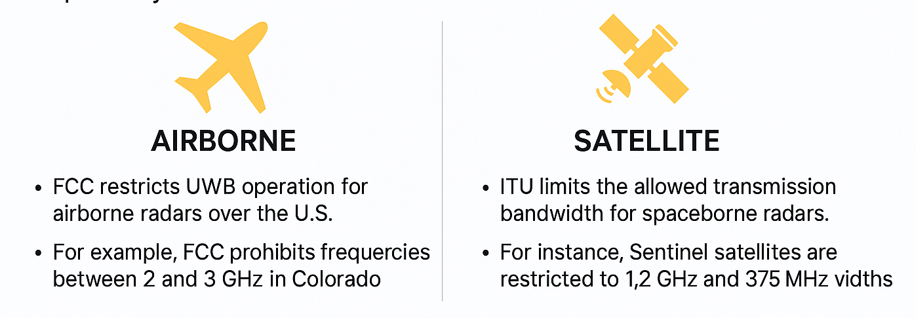 AIRBORNE
• FCC restricts UWB operation for
airborne radars over the U.S.
• For example, FCC prohibits frequercies
between 2 and 3 GHz in Colorado
SATELLITE
• ITU limits the allowed transmission
bandwidth for spaceborne radars.
• For instance, Sentinel satellites are
restricted to 1,2 GHz and 375 MHz vidths